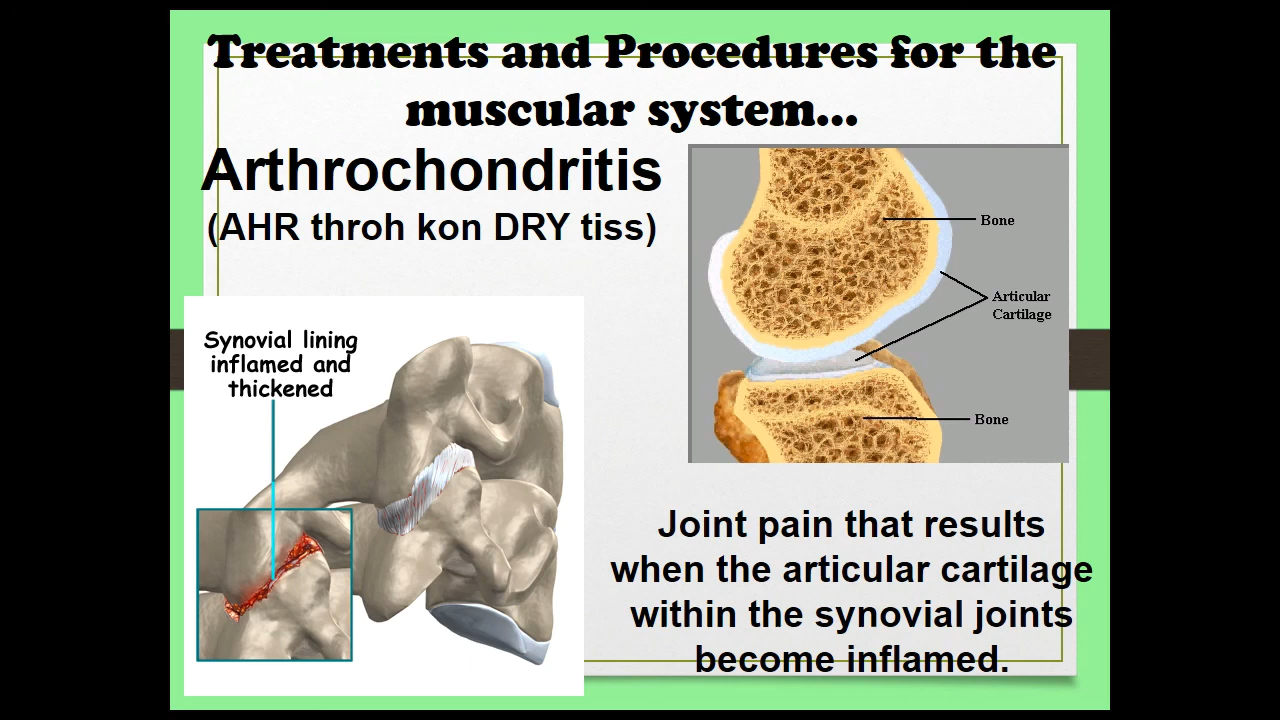 Treatments and Procedures for the
muscular system...
Arthrochondritis
(AHR throh kon DRY tiss)
Bone
Articular
Cartilage
Bone
Synovial lining
inflamed and
thickened
Joint pain that results
when the articular cartilage
within the synovial joints
become inflamed.